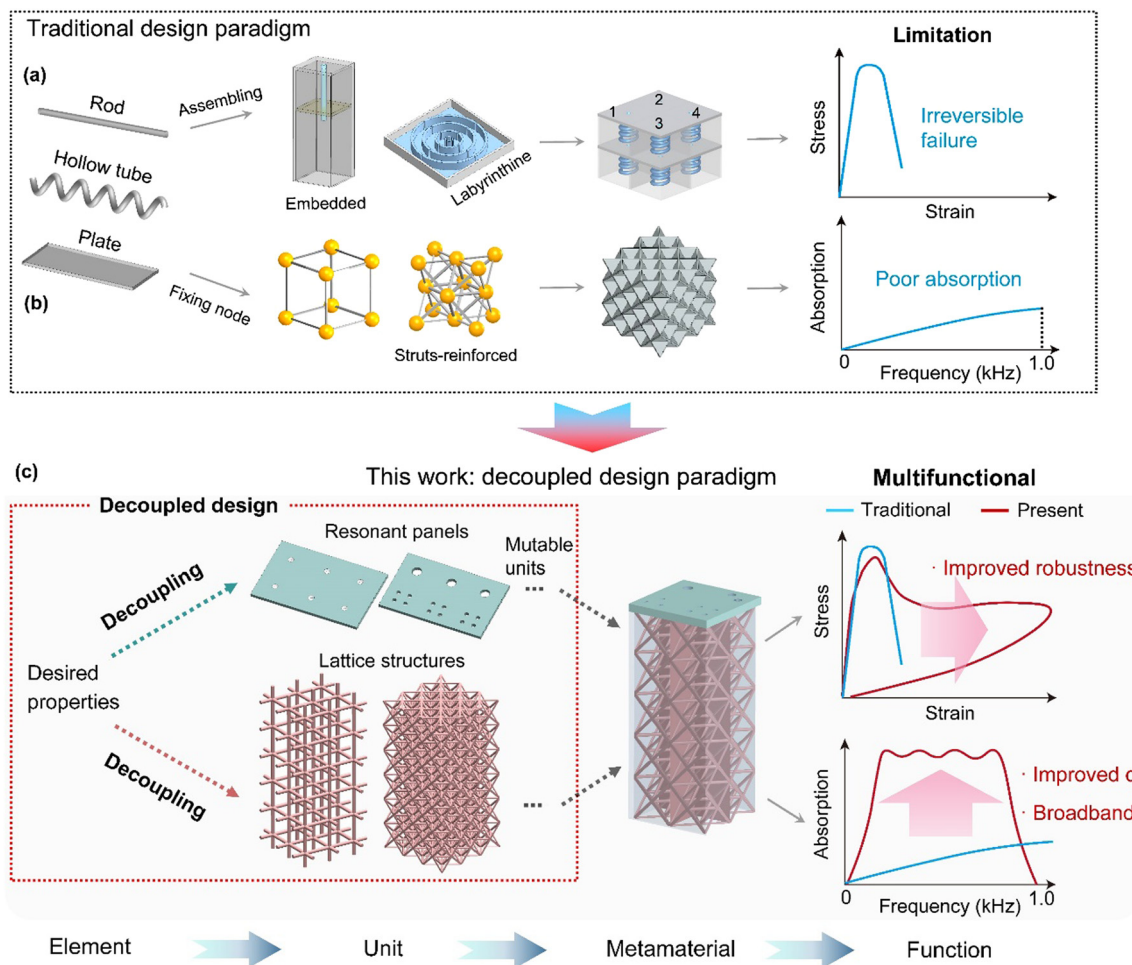 Traditional design paradigm
Limitation
(a)
Rod
Assembling
Hollow tube
Embedded
Labyrinthine
1
2
3
4
Stress
Irreversible
failure
Strain
Plate
(b)
Fixing node
Struts-reinforced
Absorption
Poor absorption
0
1.0
Frequency (kHz)
(c)
This work: decoupled design paradigm
Multifunctional
Decoupled design
Traditional
Present
Resonant panels
Mutable
units
...
Decoupling
Desired
properties
Decoupling
Lattice structures
...
Stress
· Improved robustness
Strain
Absorption
· Improved
· Broadband
0
1.0
Frequency (kHz)
Element
Unit
Metamaterial
Function